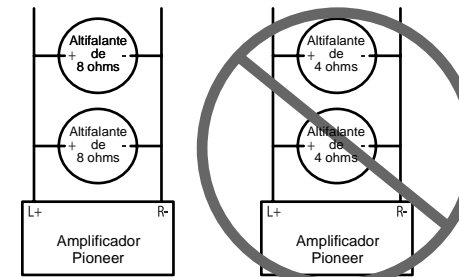 Altifalante
de
8 ohms
+ -
Altifalante
de
8 ohms
+ -
L+ R-
Amplificador
Pioneer
Altifalante
de
4 ohms
+ -
Altifalante
de
4 ohms
+ -
L+ R-
Amplificador
Pioneer